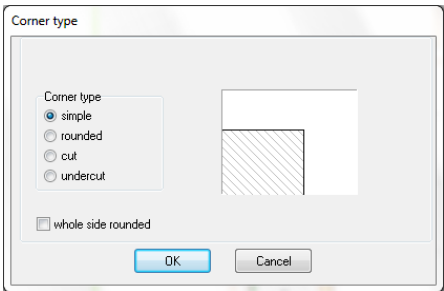 Corner type
Corner type
simple
rounded
cut
undercut
whole side rounded
OK
Cancel